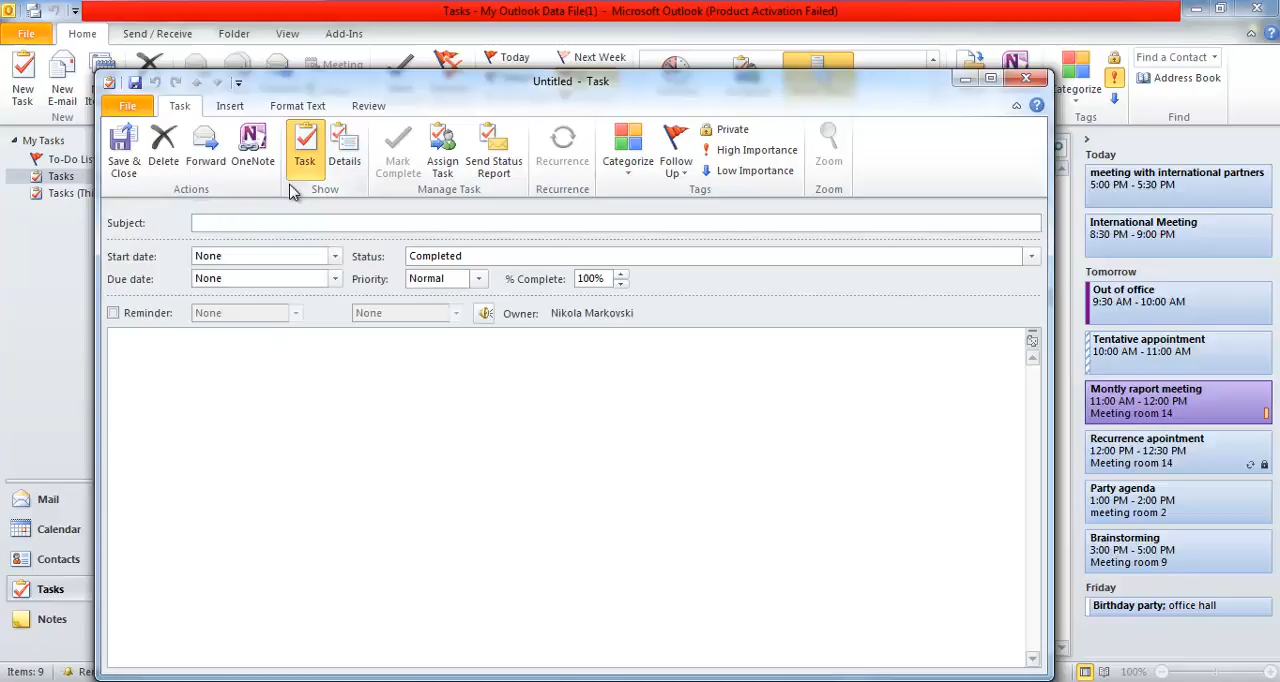 Tasks - My Outlook Data File(1) - Microsoft Outlook (Product Activation Failed)
File Home Send / Receive Folder View Add-Ins
New Task
New E-mail
Meeting
Today
Next Week
Categorize
Find a Contact
Address Book
New
Tags
Find
Untitled - Task
File Task Insert Format Text Review
Save & Close
Delete
Forward
OneNote
Task
Details
Mark Complete
Assign Task
Send Status Report
Recurrence
Categorize
Follow Up
Private
High Importance
Low Importance
Zoom
Actions
Show
Manage Task
Recurrence
Tags
Zoom
Subject:
Start date: None Status: Completed
Due date: None Priority: Normal % Complete: 100%
Reminder: None None Owner: Nikola Markovski
My Tasks
To-Do Lis
Tasks
Tasks (Thi
Mail
Calendar
Contacts
Tasks
Notes
Today
meeting with international partners
5:00 PM - 5:30 PM
International Meeting
8:30 PM - 9:00 PM
Tomorrow
Out of office
9:30 AM - 10:00 AM
Tentative appointment
10:00 AM - 11:00 AM
Montly raport meeting
11:00 AM - 12:00 PM
Meeting room 14
Recurrence apointment
12:00 PM - 12:30 PM
Meeting room 14
Party agenda
1:00 PM - 2:00 PM
meeting room 2
Brainstorming
3:00 PM - 5:00 PM
Meeting room 9
Friday
Birthday party; office hall
Items: 9
100%